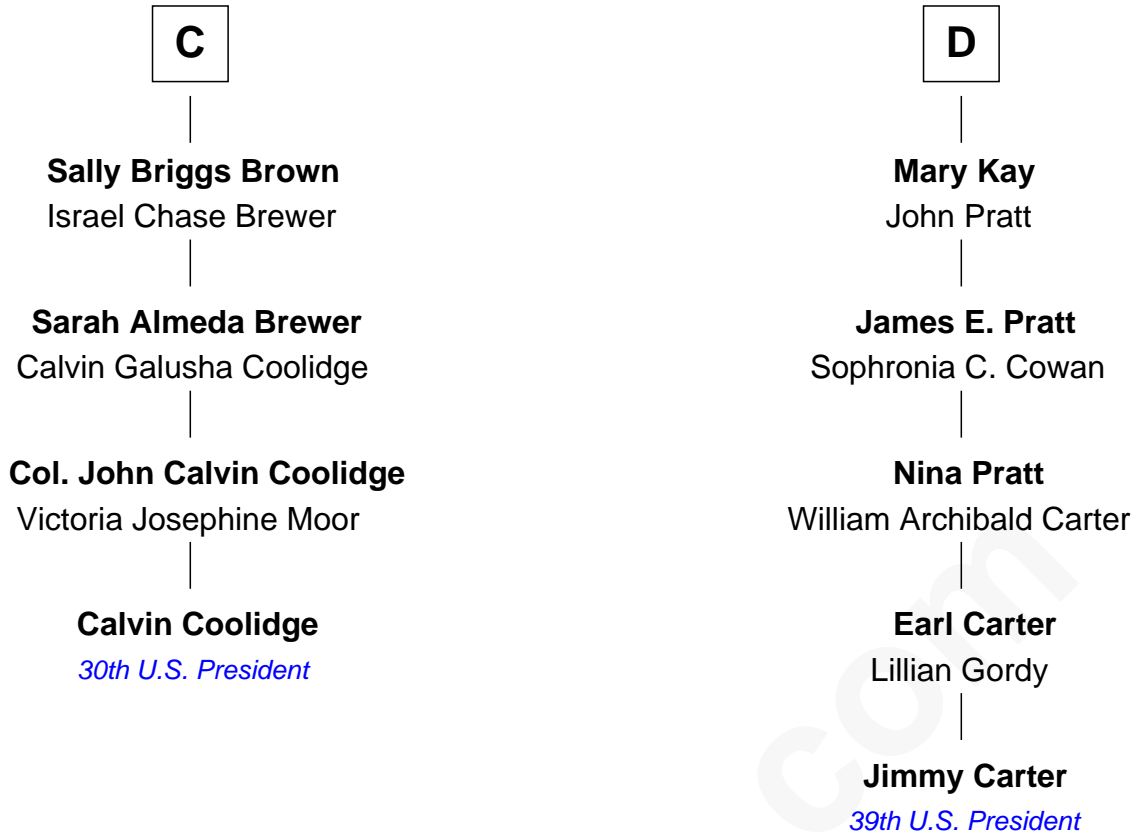 C
Sally Briggs Brown
Israel Chase Brewer
Sarah Almeda Brewer
Calvin Galusha Coolidge
Col. John Calvin Coolidge
Victoria Josephine Moor
Calvin Coolidge
30th U.S. President
D
Mary Kay
John Pratt
James E. Pratt
Sophronia C. Cowan
Nina Pratt
William Archibald Carter
Earl Carter
Lillian Gordy
Jimmy Carter
39th U.S. President
com